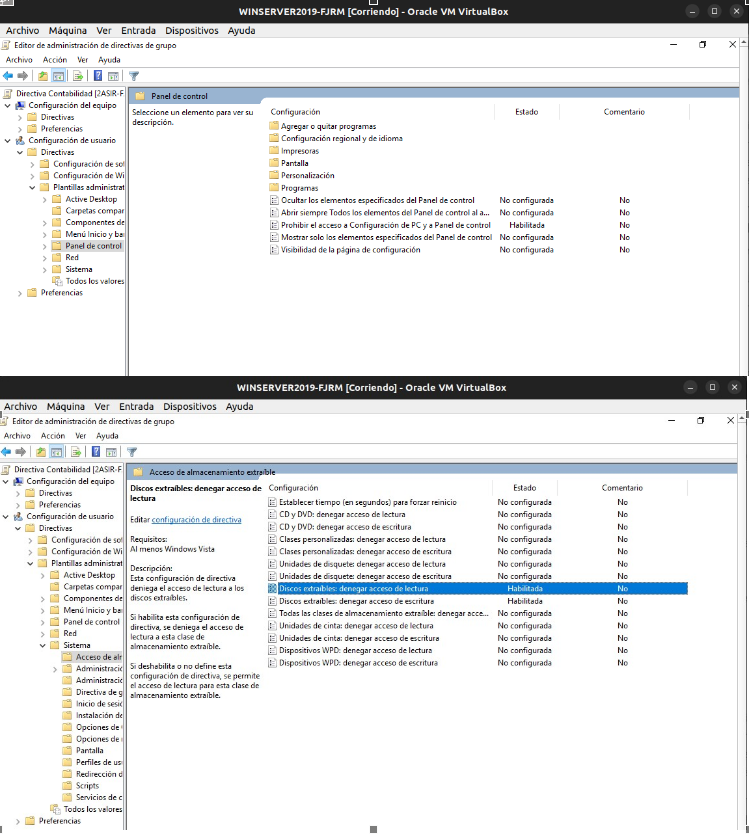 WINSERVER2019-FJRM [Corriendo] - Oracle VM VirtualBox
Archivo Máquina Ver Entrada Dispositivos Ayuda
Editor de administración de directivas de grupo
Archivo Acción Ver Ayuda
Directiva Contabilidad [2ASIR-F
Configuración del equipo
Directivas
Preferencias
Configuración de usuario
Directivas
Configuración de sof
Configuración de Wi
Plantillas administrat
Active Desktop
Carpetas compar
Componentes de
Menú Inicio y ba
Panel de control
Red
Sistema
Todos los valores
Preferencias
Panel de control
Seleccione un elemento para ver su
descripción.
Configuración Estado Comentario
Agregar o quitar programas
Configuración regional y de idioma
Impresoras
Pantalla
Personalización
Programas
Ocultar los elementos especificados del Panel de control No configurada No
Abrir siempre Todos los elementos del Panel de control al a... No configurada No
Prohibir el acceso a Configuración de PC y a Panel de control Habilitada No
Mostrar solo los elementos especificados del Panel de control No configurada No
Visibilidad de la página de configuración No configurada No
WINSERVER2019-FJRM [Corriendo] - Oracle VM VirtualBox
Archivo Máquina Ver Entrada Dispositivos Ayuda
Editor de administración de directivas de grupo
Archivo Acción Ver Ayuda
Directiva Contabilidad [2ASIR-F
Configuración del equipo
Directivas
Preferencias
Configuración de usuario
Directivas
Configuración de sof
Configuración de Wi
Plantillas administrat
Active Desktop
Carpetas compar
Componentes de
Menú Inicio y ba
Panel de control
Red
Sistema
Acceso de alm
Administració
Administració
Directiva de g
Inicio de sesió
Instalación de
Opciones de
Opciones de
Pantalla
Perfiles de usu
Redirección d
Scripts
Servicios de c
Todos los valores
Preferencias
Acceso de almacenamiento extraíble
Discos extraíbles: denegar acceso de
lectura
Editar configuración de directiva
Requisitos:
Al menos Windows Vista
Descripción:
Esta configuración de directiva
deniega el acceso de lectura a los
discos extraíbles.
Si habilita esta configuración de
directiva, se deniega el acceso de
lectura a esta clase de
almacenamiento extraíble.
Si deshabilita o no define esta
configuración de directiva, se permite
el acceso de lectura para esta clase de
almacenamiento extraíble.
Configuración Estado Comentario
Establecer tiempo (en segundos) para forzar reinicio No configurada No
CD y DVD: denegar acceso de lectura No configurada No
CD y DVD: denegar acceso de escritura No configurada No
Clases personalizadas: denegar acceso de lectura No configurada No
Clases personalizadas: denegar acceso de escritura No configurada No
Unidades de disquete: denegar acceso de lectura No configurada No
Unidades de disquete: denegar acceso de escritura No configurada No
Discos extraíbles: denegar acceso de lectura Habilitada No
Discos extraíbles: denegar acceso de escritura Habilitada No
Todas las clases de almacenamiento extraíble: denegar acce... No configurada No
Unidades de cinta: denegar acceso de lectura No configurada No
Unidades de cinta: denegar acceso de escritura No configurada No
Dispositivos WPD: denegar acceso de lectura No configurada No
Dispositivos WPD: denegar acceso de escritura No configurada No